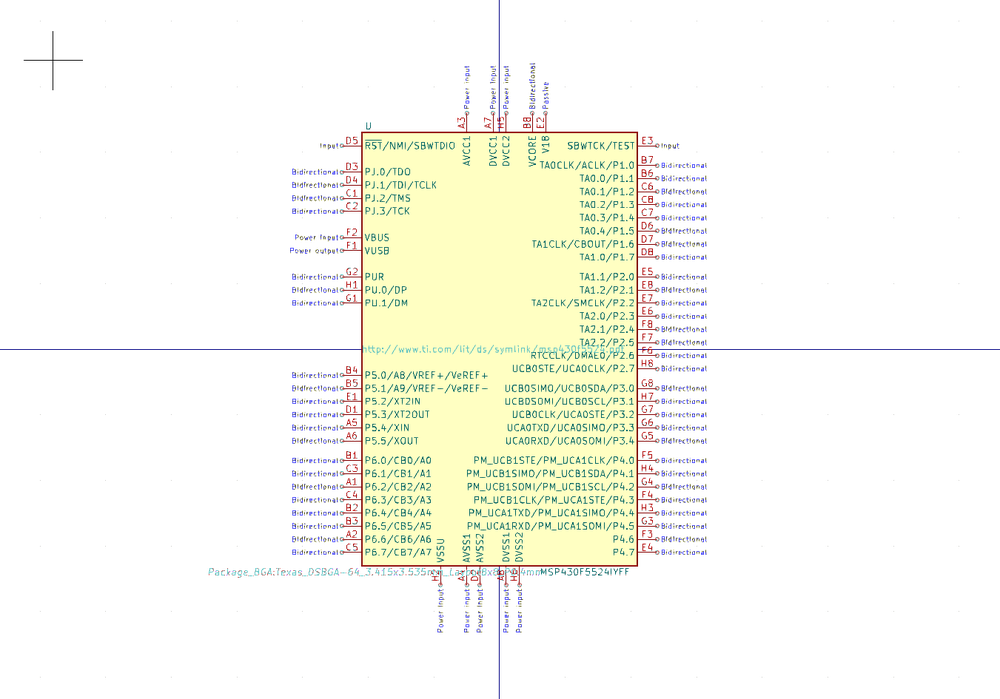 Power input Power input Power input Bidirectional Passive
A3 A7 H5 B8 E2
U
AVCC1 DVCC1 DVCC2 VCORE V18
Input D5 RST/NMI/SBWTDIO SBWTCK/TEST E3 Input
TA0CLK/ACLK/P1.0 B7 Bidirectional
Bidirectional D3 PJ.0/TDO
TA0.0/P1.1 B6 Bidirectional
Bidirectional D4 PJ.1/TDI/TCLK
TA0.1/P1.2 C6 Bidirectional
Bidirectional C1 PJ.2/TMS
TA0.2/P1.3 C8 Bidirectional
Bidirectional C2 PJ.3/TCK
TA0.3/P1.4 C7 Bidirectional
TA0.4/P1.5 D6 Bidirectional
Power input F2 VBUS
TA1CLK/CBOUT/P1.6 D7 Bidirectional
Power output F1 VUSB
TA1.0/P1.7 D8 Bidirectional
Bidirectional G2 PUR TA1.1/P2.0 E5 Bidirectional
Bidirectional H1 PU.0/DP TA1.2/P2.1 E8 Bidirectional
Bidirectional G1 PU.1/DM TA2CLK/SMCLK/P2.2 E7 Bidirectional
TA2.0/P2.3 E6 Bidirectional
TA2.1/P2.4 F8 Bidirectional
TA2.2/P2.5 F7 Bidirectional
http://www.ti.com/lit/ds/symlink/msp430f5524.pdf
RTCCLK/DMAE0/P2.6 F6 Bidirectional
UCB0STE/UCA0CLK/P2.7 H8 Bidirectional
Bidirectional B4 P5.0/A8/VREF+/VeREF+
Bidirectional B5 P5.1/A9/VREF-/VeREF- UCB0SIMO/UCB0SDA/P3.0 G8 Bidirectional
Bidirectional E1 P5.2/XT2IN UCB0SOMI/UCB0SCL/P3.1 H7 Bidirectional
Bidirectional D1 P5.3/XT2OUT UCB0CLK/UCA0STE/P3.2 G7 Bidirectional
Bidirectional A5 P5.4/XIN UCA0TXD/UCA0SIMO/P3.3 G6 Bidirectional
Bidirectional A6 P5.5/XOUT UCA0RXD/UCA0SOMI/P3.4 G5 Bidirectional
Bidirectional B1 P6.0/CB0/A0 PM_UCB1STE/PM_UCA1CLK/P4.0 F5 Bidirectional
Bidirectional C3 P6.1/CB1/A1 PM_UCB1SIMO/PM_UCB1SDA/P4.1 H4 Bidirectional
Bidirectional A1 P6.2/CB2/A2 PM_UCB1SOMI/PM_UCB1SCL/P4.2 G4 Bidirectional
Bidirectional C4 P6.3/CB3/A3 PM_UCB1CLK/PM_UCA1STE/P4.3 F4 Bidirectional
Bidirectional B2 P6.4/CB4/A4 PM_UCA1TXD/PM_UCA1SIMO/P4.4 H3 Bidirectional
Bidirectional B3 P6.5/CB5/A5 PM_UCA1RXD/PM_UCA1SOMI/P4.5 G3 Bidirectional
Bidirectional A2 P6.6/CB6/A6 P4.6 F3 Bidirectional
Bidirectional C5 P6.7/CB7/A7 P4.7 E4 Bidirectional
VSSU AVSS1 AVSS2 DVSS1 DVSS2
MSP430F5524IYFF
Power input Power input Power input Power input Power input